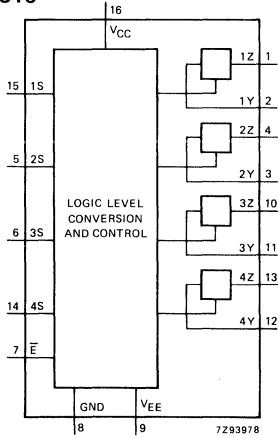 16
VCC
1Z 1
15 1S
1Y 2
2Z 4
5 2S
2Y 3
LOGIC LEVEL
CONVERSION
AND CONTROL
3Z 10
6 3S
3Y 11
4Z 13
14 4S
4Y 12
7 E̅
GND VEE
8 9
7Z93978